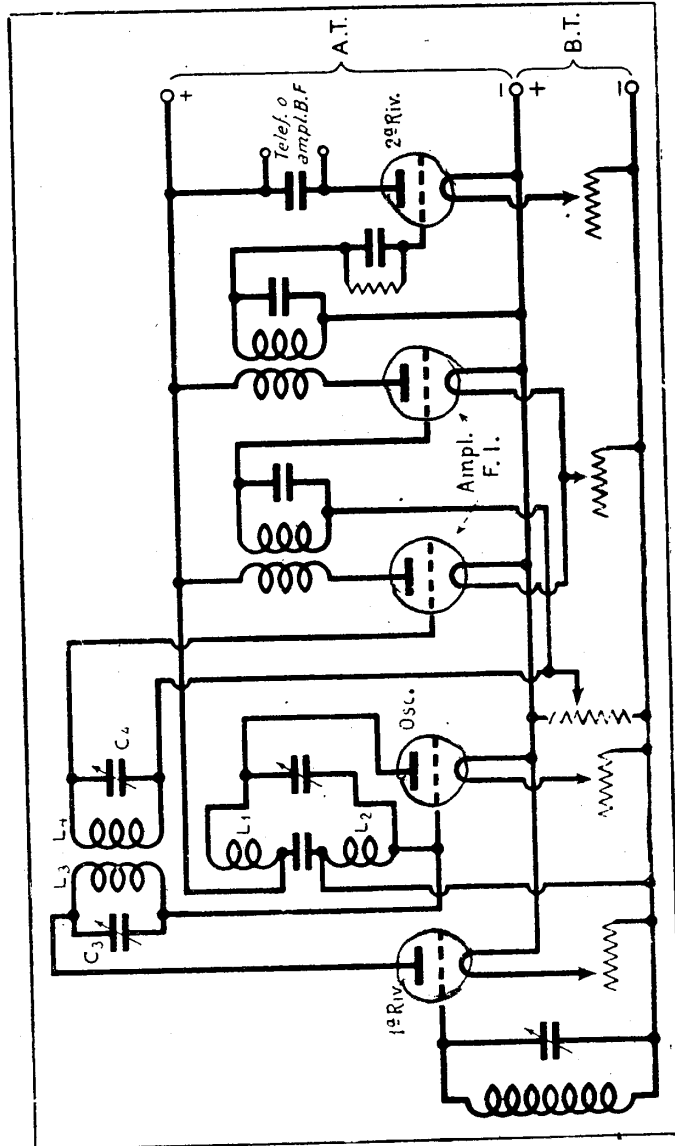 L3
L4
C3
C4
L1
L2
1ª Riv.
Osc.
Ampl.
F. I.
2ª Riv.
Telef. o
ampl. B.F
+
A.T.
–
+
B.T.
–